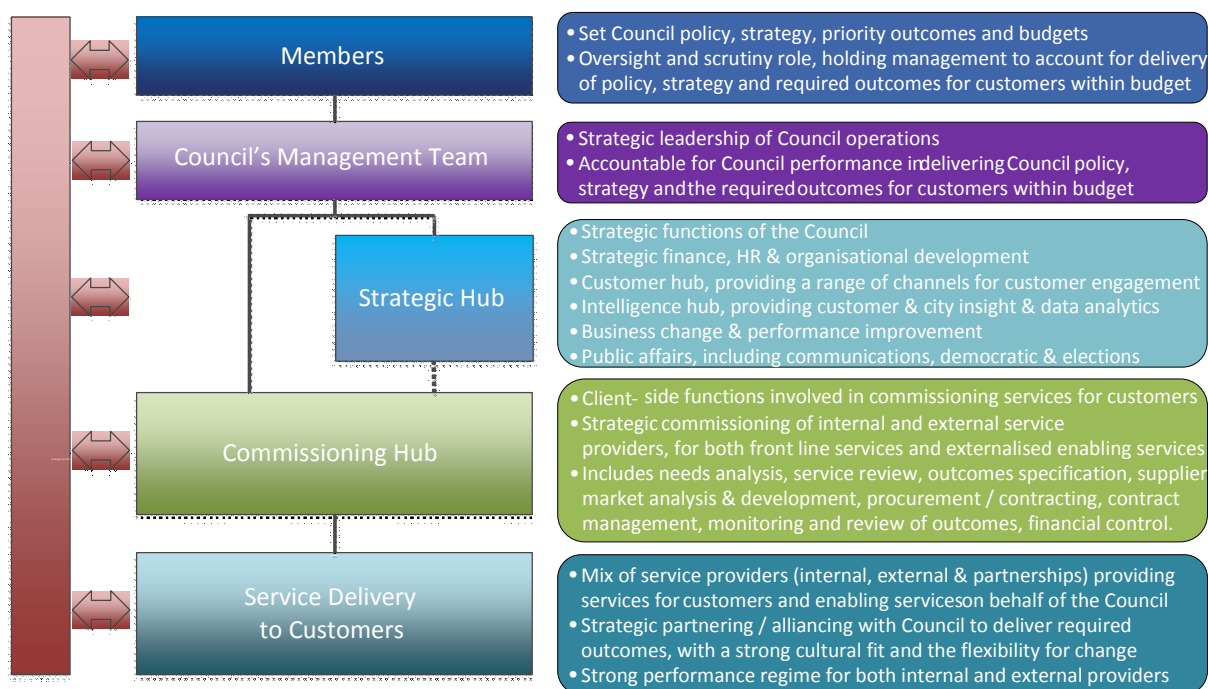 Members
• Set Council policy, strategy, priority outcomes and budgets
• Oversight and scrutiny role, holding management to account for delivery
of policy, strategy and required outcomes for customers within budget
Council's Management Team
• Strategic leadership of Council operations
• Accountable for Council performance in delivering Council policy,
strategy and the required outcomes for customers within budget
Strategic Hub
• Strategic functions of the Council
• Strategic finance, HR & organisational development
• Customer hub, providing a range of channels for customer engagement
• Intelligence hub, providing customer & city insight & data analytics
• Business change & performance improvement
• Public affairs, including communications, democratic & elections
Commissioning Hub
• Client- side functions involved in commissioning services for customers
• Strategic commissioning of internal and external service
providers, for both front line services and externalised enabling services
• Includes needs analysis, service review, outcomes specification, supplier
market analysis & development, procurement / contracting, contract
management, monitoring and review of outcomes, financial control.
Service Delivery
to Customers
• Mix of service providers (internal, external & partnerships) providing
services for customers and enabling services on behalf of the Council
• Strategic partnering / alliancing with Council to deliver required
outcomes, with a strong cultural fit and the flexibility for change
• Strong performance regime for both internal and external providers